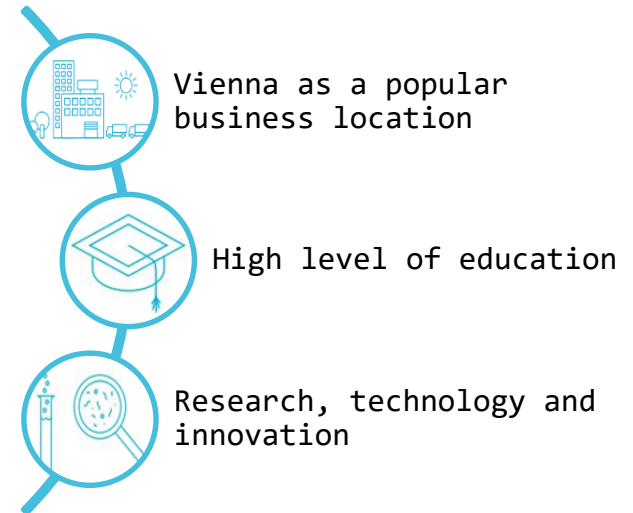 Vienna as a popular
business location
High level of education
Research, technology and
innovation